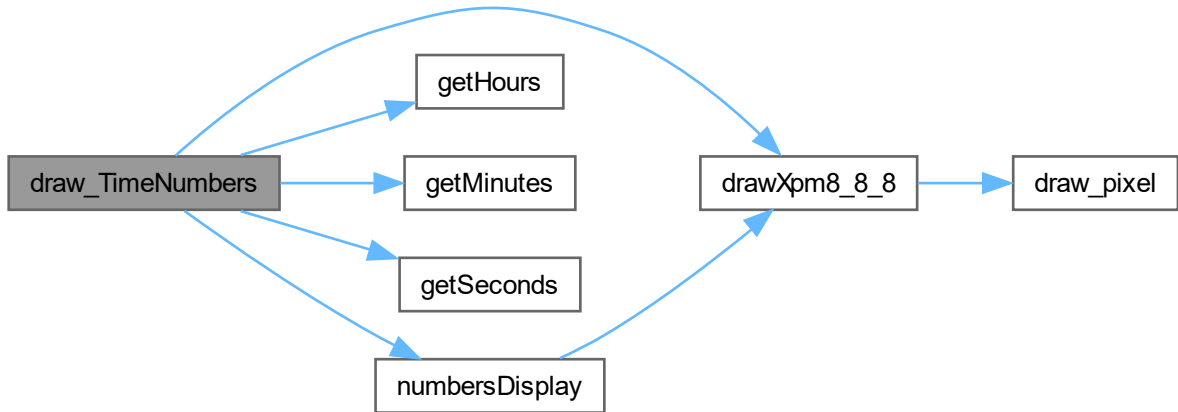 draw_TimeNumbers
getHours
getMinutes
getSeconds
numbersDisplay
drawXpm8_8_8
draw_pixel